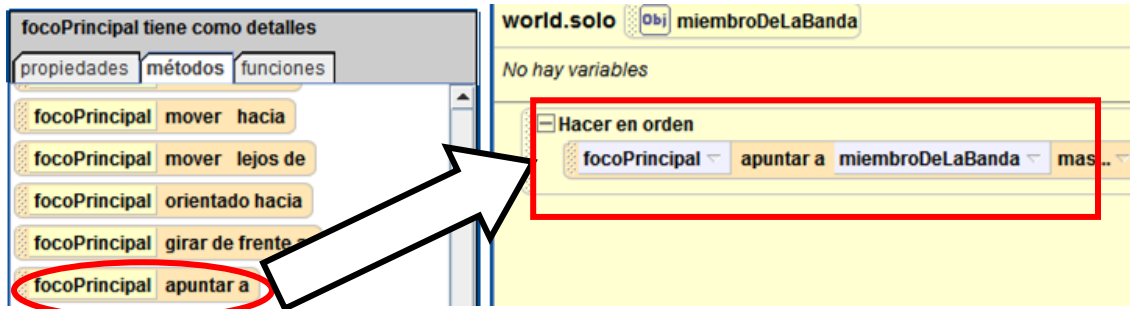 focoPrincipal tiene como detalles
propiedades métodos funciones
focoPrincipal mover hacia
focoPrincipal mover lejos de
focoPrincipal orientado hacia
focoPrincipal girar de frente a
focoPrincipal apuntar a
world.solo Obj miembroDeLaBanda
No hay variables
Hacer en orden
focoPrincipal apuntar a miembroDeLaBanda mas...